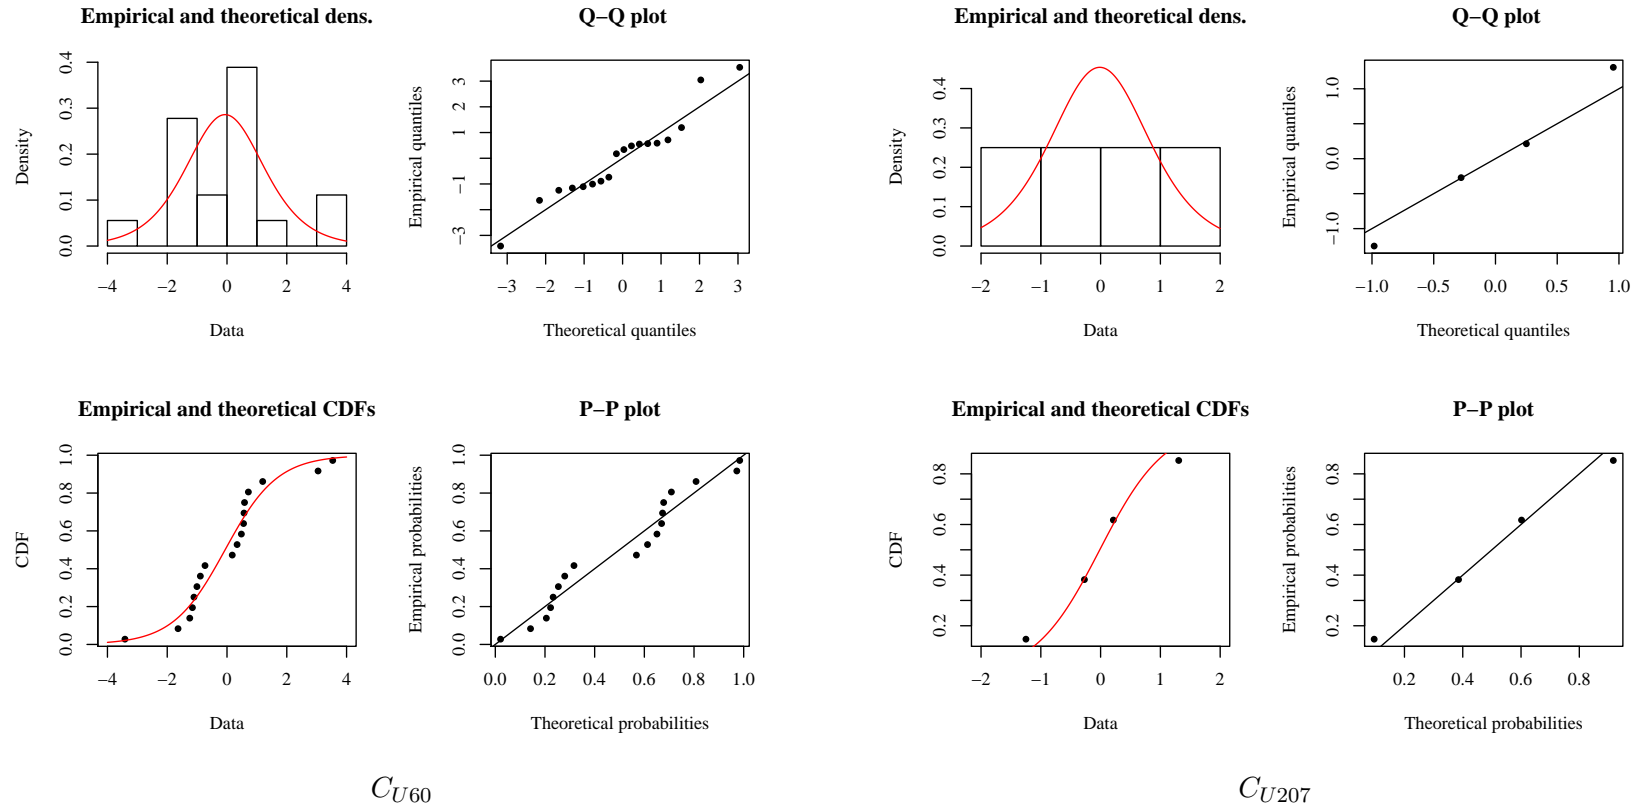 Empirical and theoretical dens.
Density
0.0 0.1 0.2 0.3 0.4
−4 −2 0 2 4
Data
Q−Q plot
Empirical quantiles
−3 −1 1 2 3
−3 −2 −1 0 1 2 3
Theoretical quantiles
Empirical and theoretical dens.
Density
0.0 0.1 0.2 0.3 0.4
−2 −1 0 1 2
Data
Q−Q plot
Empirical quantiles
−1.0 0.0 1.0
−1.0 −0.5 0.0 0.5 1.0
Theoretical quantiles
Empirical and theoretical CDFs
CDF
0.0 0.2 0.4 0.6 0.8 1.0
−4 −2 0 2 4
Data
P−P plot
Empirical probabilities
0.0 0.2 0.4 0.6 0.8 1.0
0.0 0.2 0.4 0.6 0.8 1.0
Theoretical probabilities
Empirical and theoretical CDFs
CDF
0.2 0.4 0.6 0.8
−2 −1 0 1 2
Data
P−P plot
Empirical probabilities
0.2 0.4 0.6 0.8
0.2 0.4 0.6 0.8
Theoretical probabilities
C_{U60}
C_{U207}